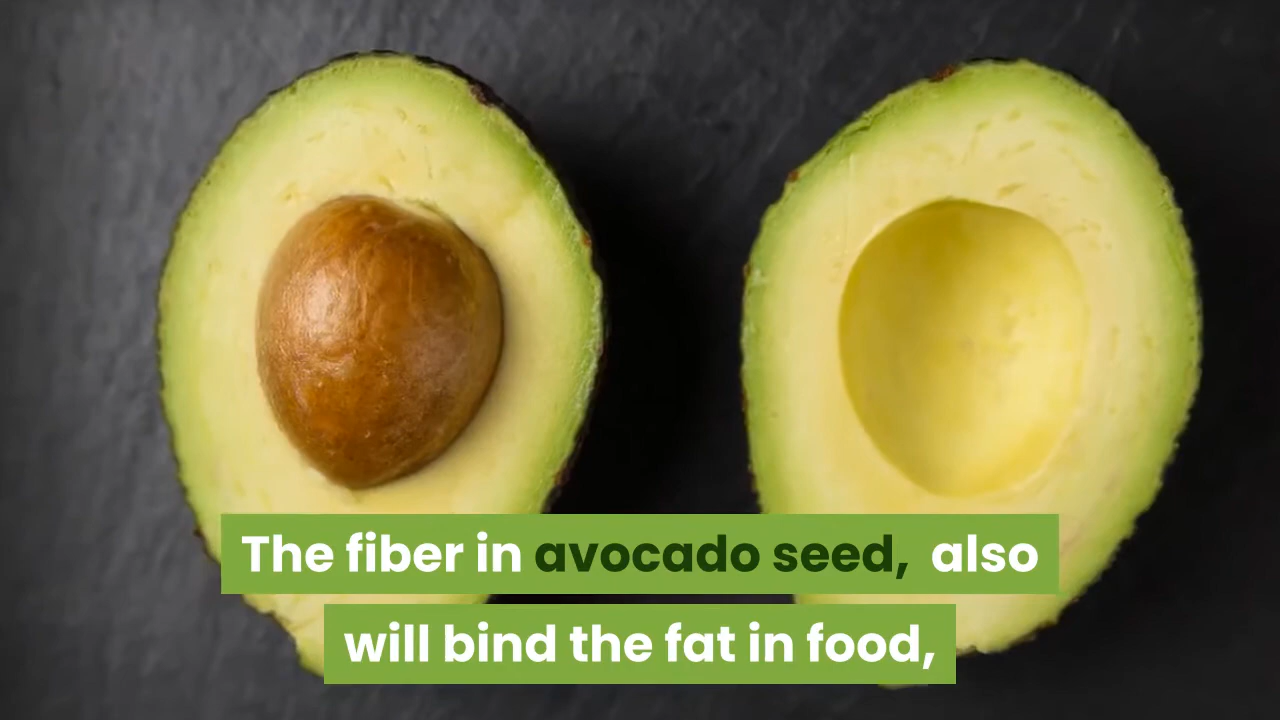 The fiber in avocado seed, also
will bind the fat in food,